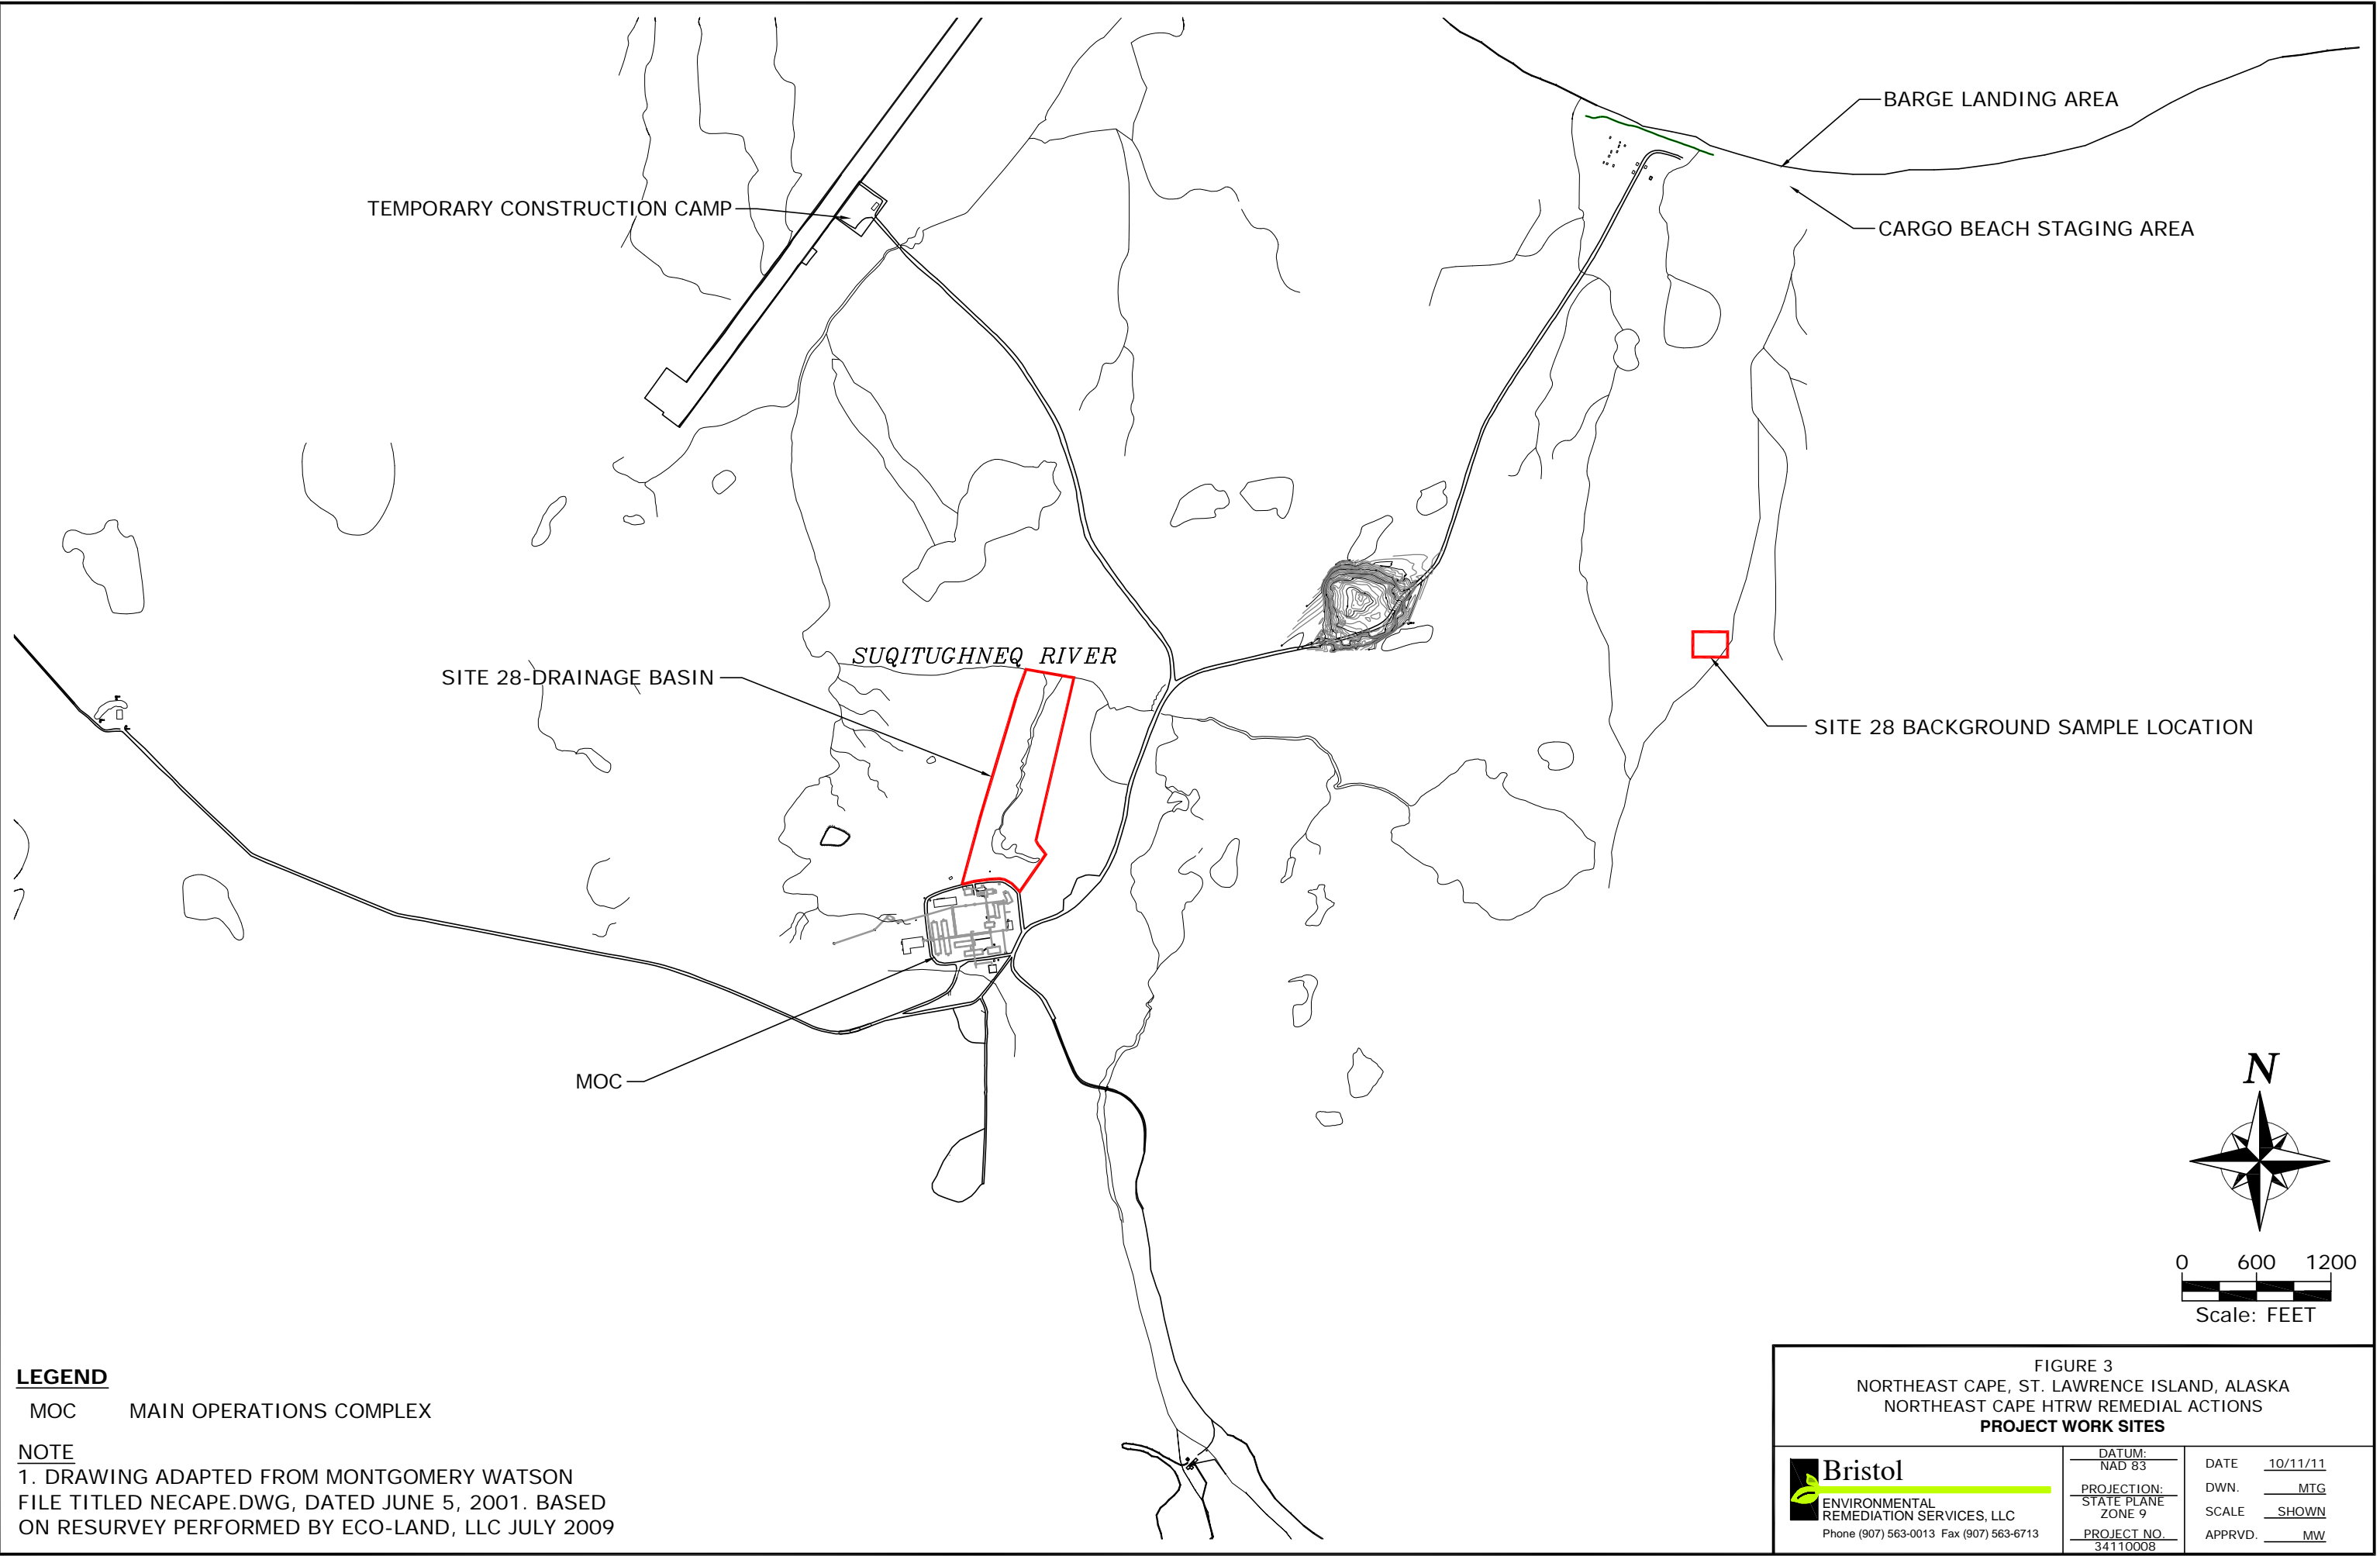 BARGE LANDING AREA
TEMPORARY CONSTRUCTION CAMP
CARGO BEACH STAGING AREA
SUQITUGHNEQ RIVER
SITE 28-DRAINAGE BASIN
SITE 28 BACKGROUND SAMPLE LOCATION
MOC
N
0 600 1200
Scale: FEET
LEGEND
MOC MAIN OPERATIONS COMPLEX
NOTE
1. DRAWING ADAPTED FROM MONTGOMERY WATSON
FILE TITLED NECAPE.DWG, DATED JUNE 5, 2001. BASED
ON RESURVEY PERFORMED BY ECO-LAND, LLC JULY 2009
FIGURE 3
NORTHEAST CAPE, ST. LAWRENCE ISLAND, ALASKA
NORTHEAST CAPE HTRW REMEDIAL ACTIONS
PROJECT WORK SITES
Bristol
ENVIRONMENTAL
REMEDIATION SERVICES, LLC
Phone (907) 563-0013 Fax (907) 563-6713
DATUM:
NAD 83
PROJECTION:
STATE PLANE
ZONE 9
PROJECT NO.
34110008
DATE 10/11/11
DWN. MTG
SCALE SHOWN
APPRVD. MW